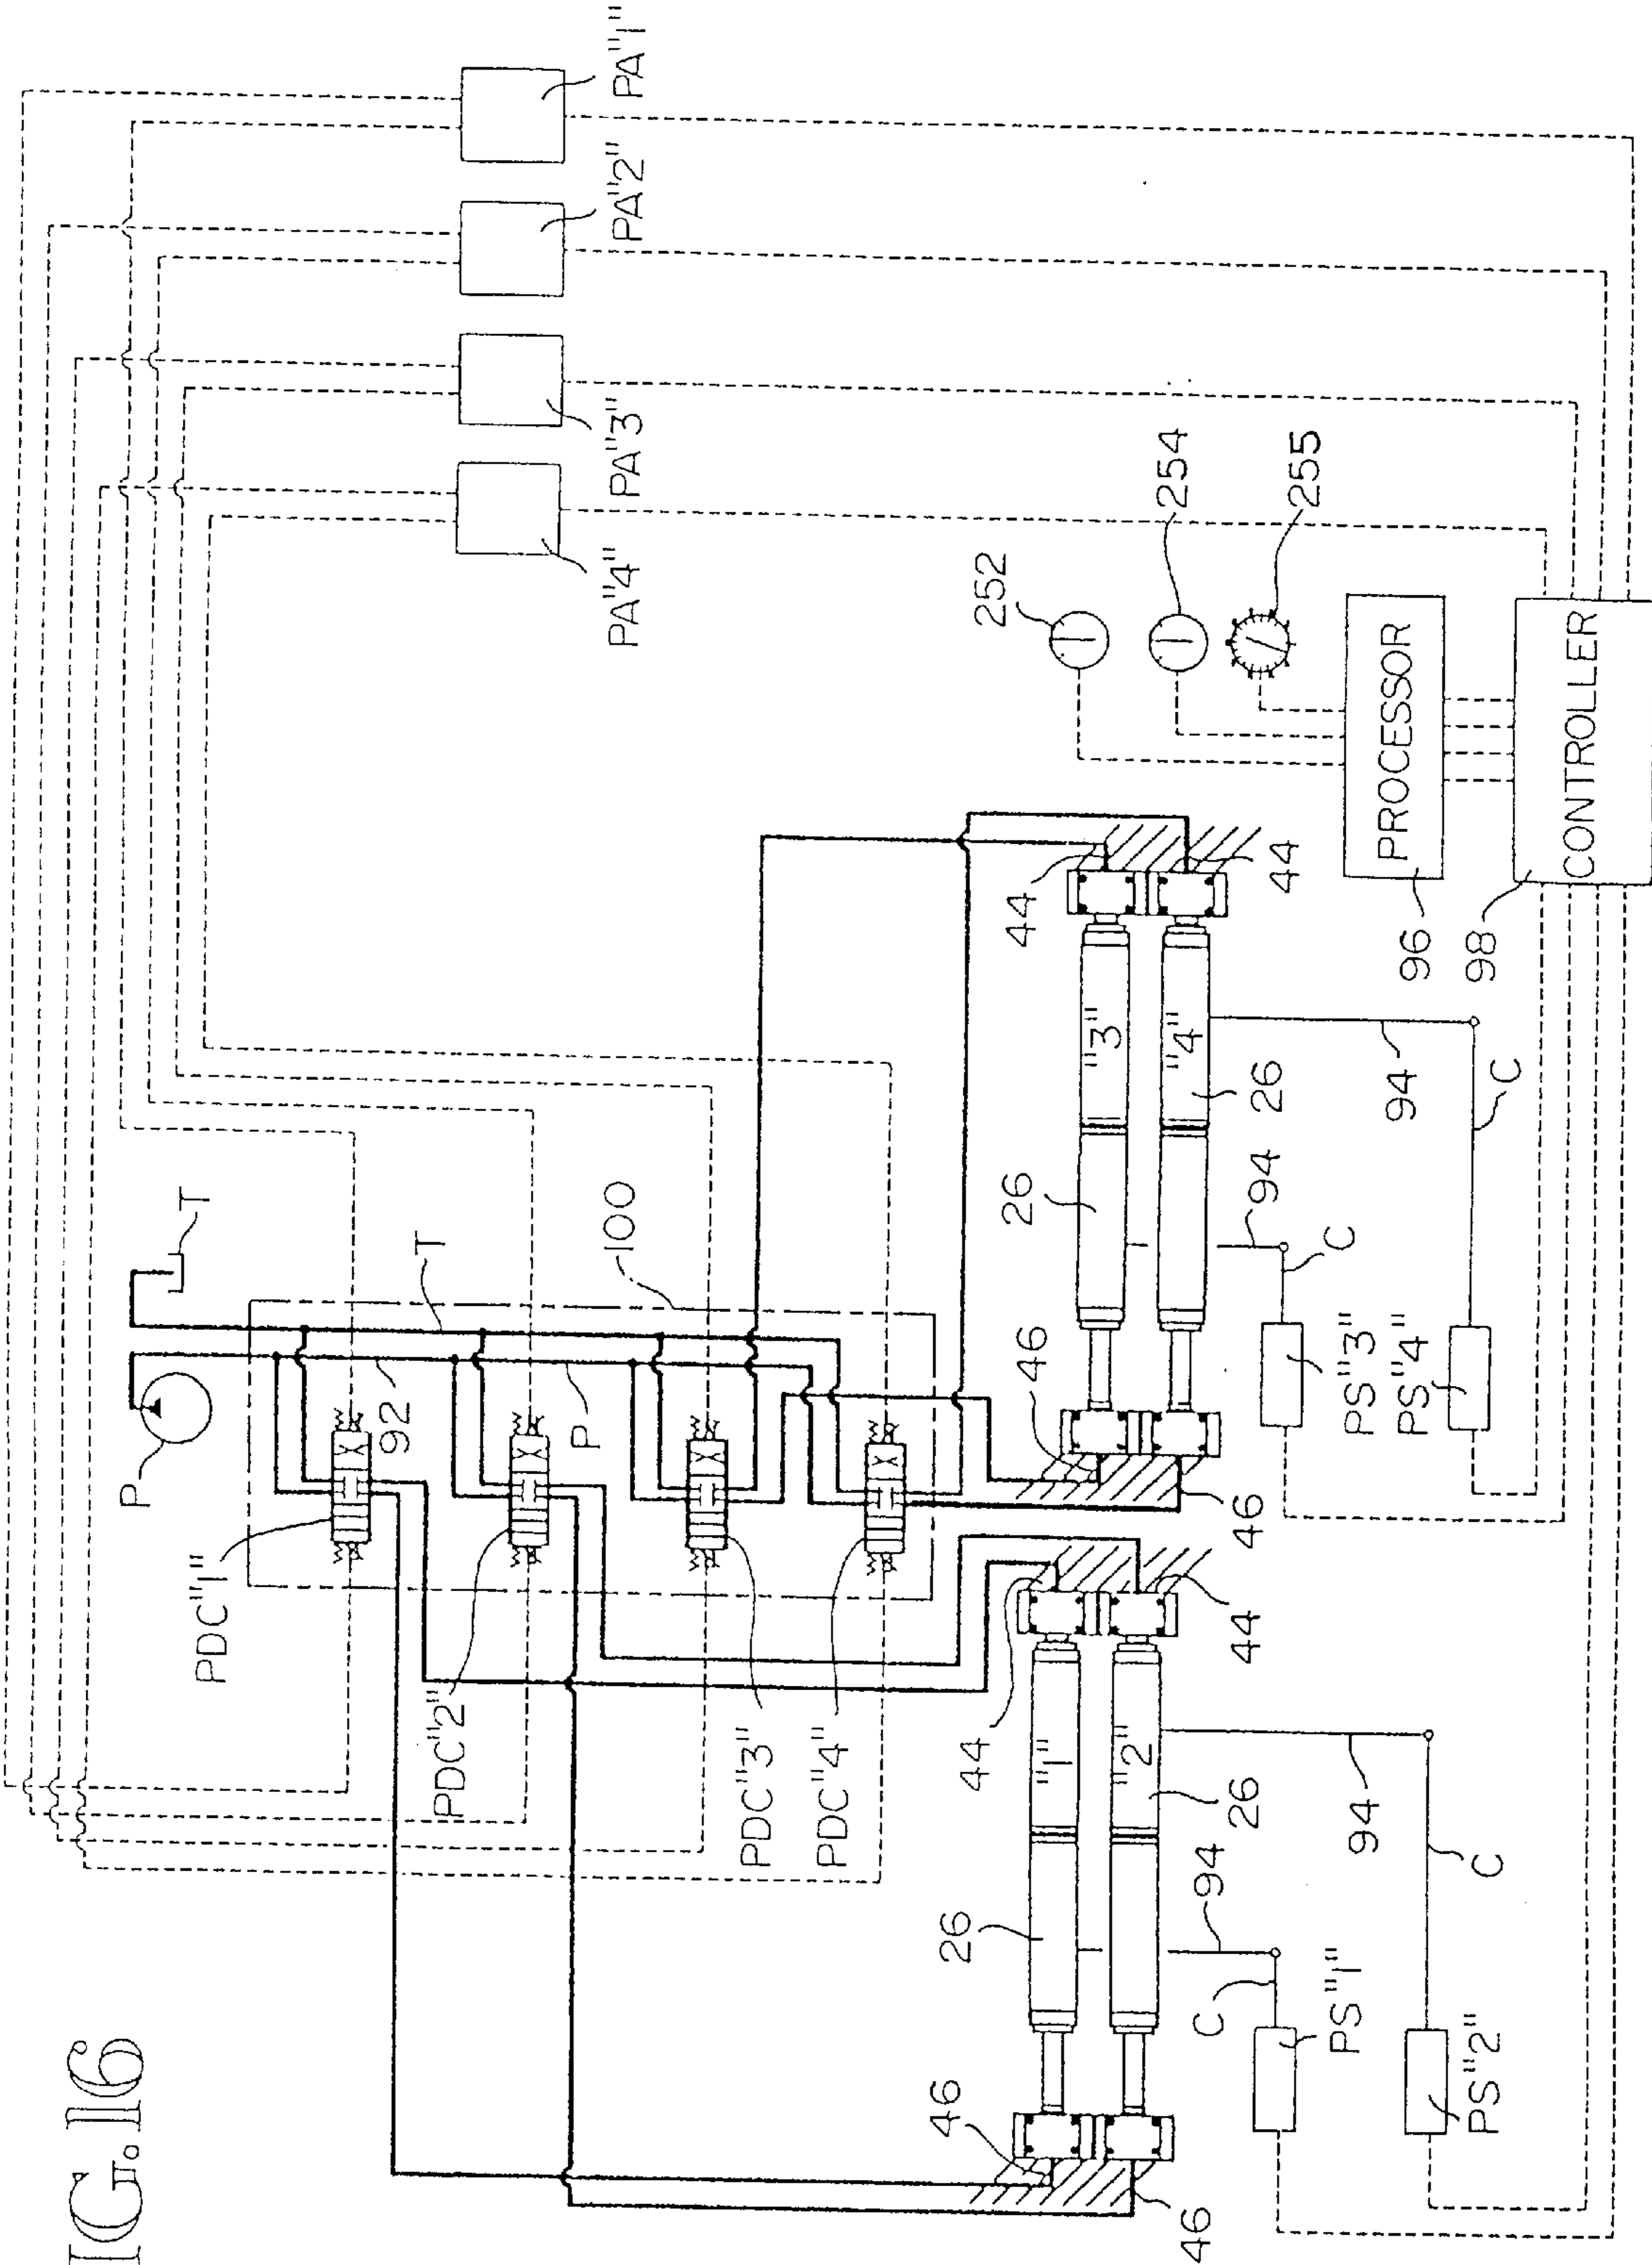 IG. 16
PDC"1"
PDC"2"
PDC"3"
PDC"4"
P
T
92
T
P
100
PA"4"
PA"3"
PA"2"
PA"1"
46
46
26
44
"1"
"2"
26
44
94
94
C
C
PS"1"
PS"2"
46
46
26
44
"3"
"4"
26
44
94
94
C
C
PS"3"
PS"4"
252
254
255
96
PROCESSOR
98
CONTROLLER